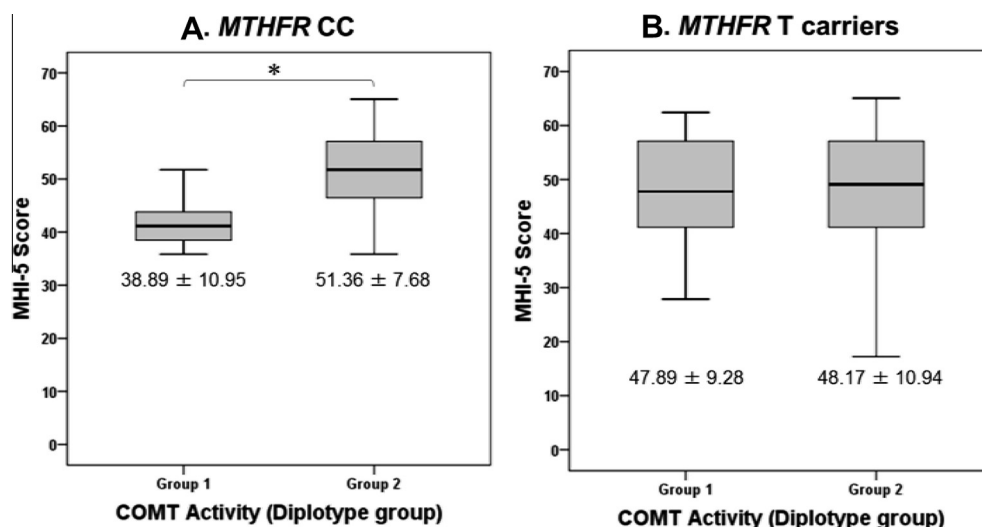 A. MTHFR CC
70
60
50
40
30
20
10
0
MHI-5 Score
*
38.89 ± 10.95
51.36 ± 7.68
Group 1
Group 2
COMT Activity (Diplotype group)
B. MTHFR T carriers
70
60
50
40
30
20
10
0
MHI-5 Score
47.89 ± 9.28
48.17 ± 10.94
Group 1
Group 2
COMT Activity (Diplotype group)